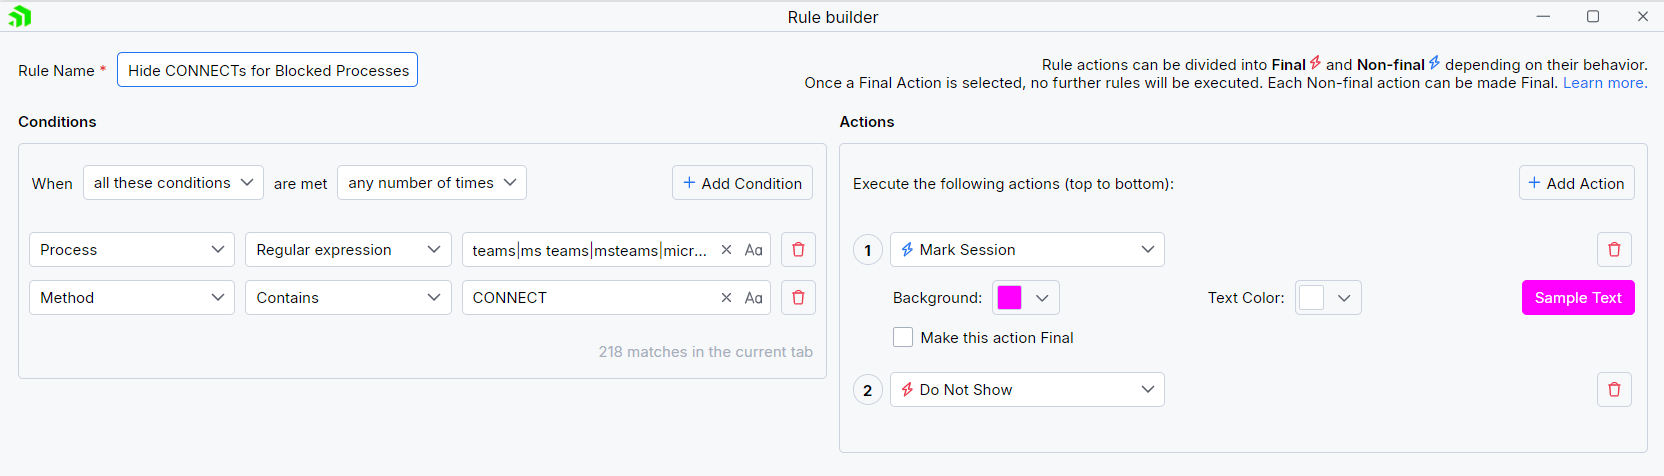 Rule builder
Rule Name * Hide CONNECTs for Blocked Processes
Rule actions can be divided into Final and Non-final depending on their behavior.
Once a Final Action is selected, no further rules will be executed. Each Non-final action can be made Final. Learn more.
Conditions
When all these conditions are met any number of times + Add Condition
Process Regular expression teams|ms teams|msteams|micr... Aa
Method Contains CONNECT Aa
218 matches in the current tab
Actions
Execute the following actions (top to bottom): + Add Action
1 Mark Session
Background: Text Color: Sample Text
Make this action Final
2 Do Not Show